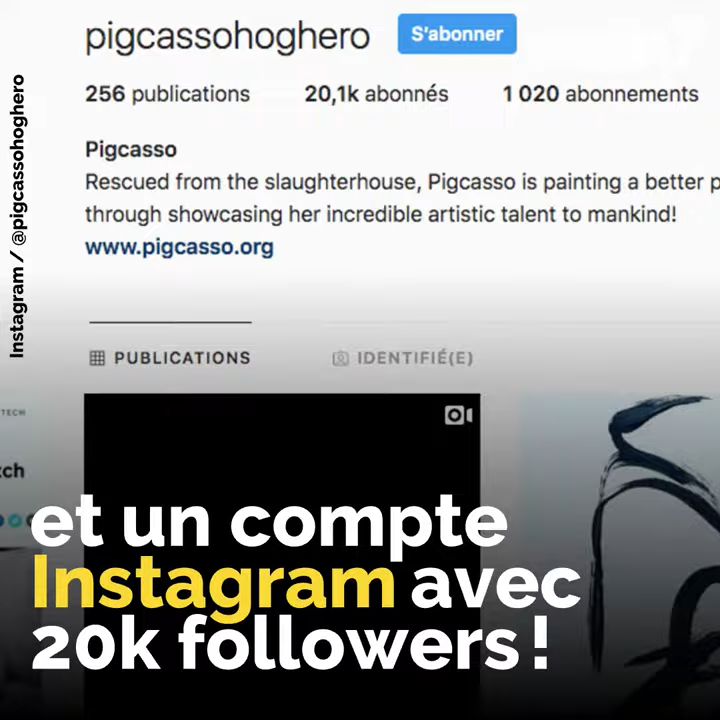 pigcassohoghero S'abonner
256 publications 20,1k abonnés 1 020 abonnements
Pigcasso
Rescued from the slaughterhouse, Pigcasso is painting a better
through showcasing her incredible artistic talent to mankind!
www.pigcasso.org
PUBLICATIONS IDENTIFIÉ(E)
Instagram / @pigcassohoghero
TECH
et un compte
Instagram avec
20k followers !